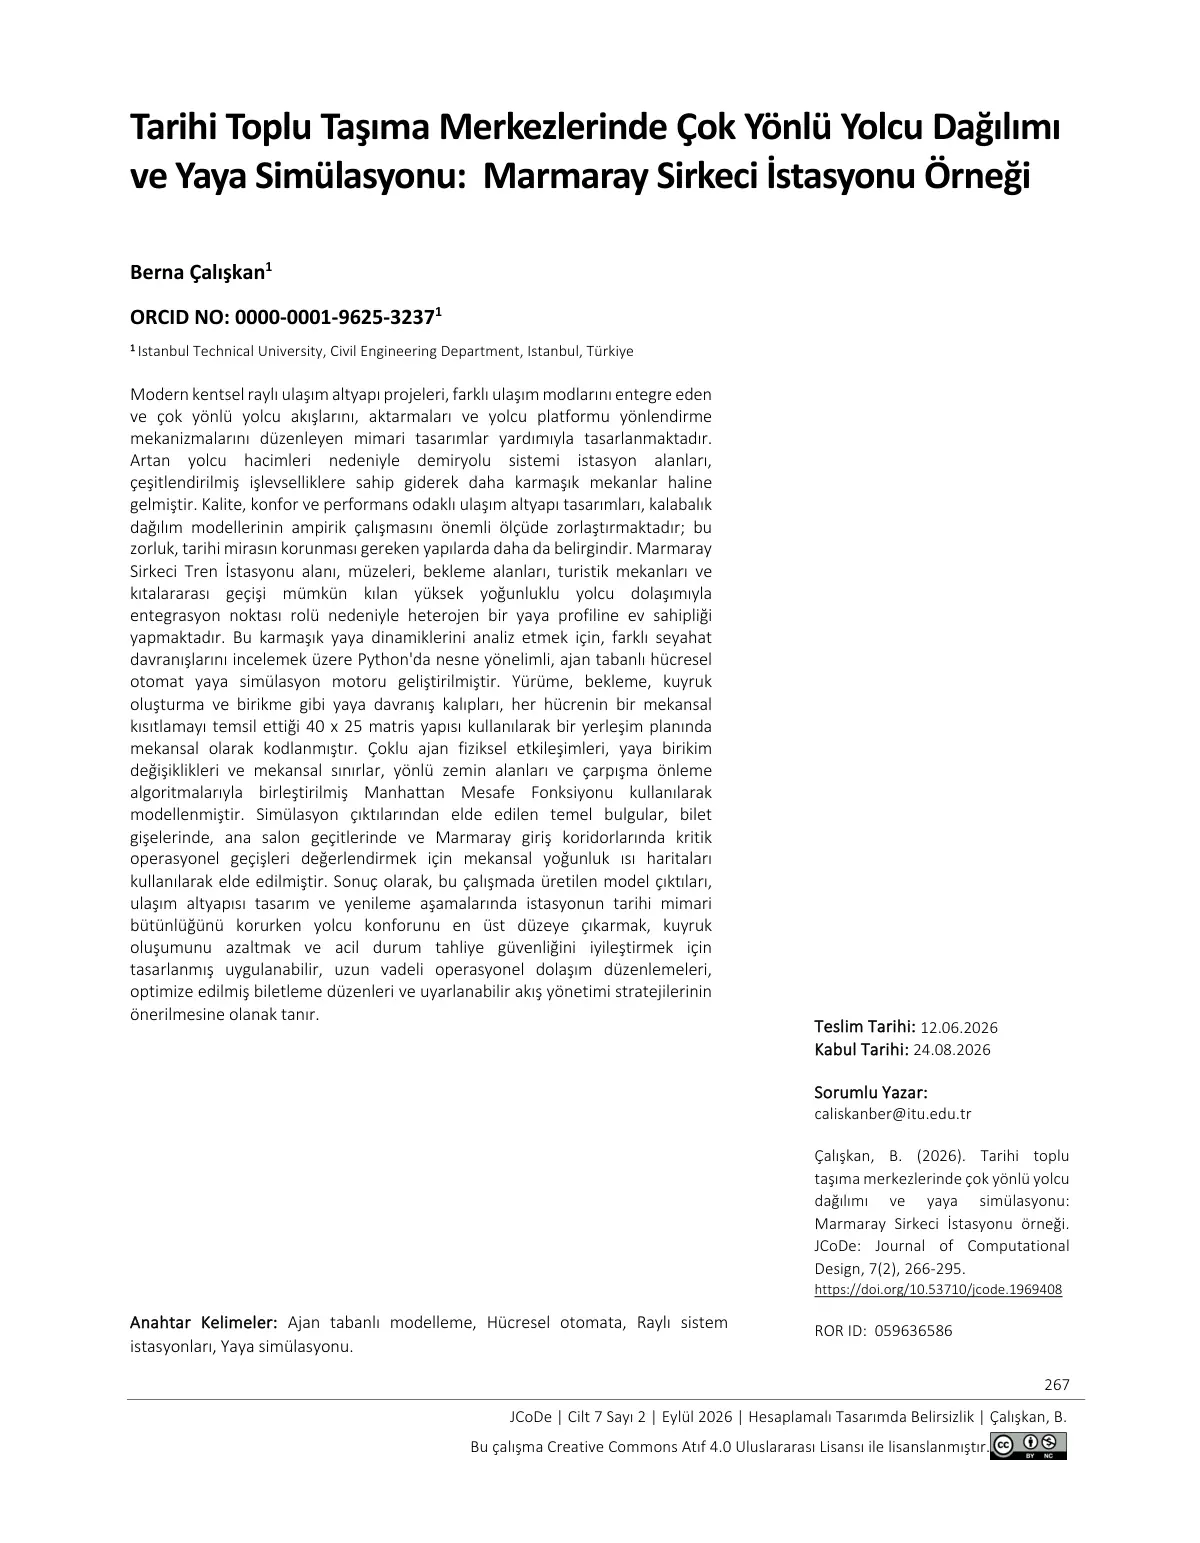 Tarihi Toplu Taşıma Merkezlerinde Çok Yönlü Yolcu Dağılımı
ve Yaya Simülasyonu:  Marmaray Sirkeci İstasyonu Örneği
Berna Çalışkan1
ORCID NO: 0000-0001-9625-32371
1 Istanbul Technical University, Civil Engineering Department, Istanbul, Türkiye
Modern kentsel raylı ulaşım altyapı projeleri, farklı ulaşım modlarını entegre eden
ve çok yönlü yolcu akışlarını, aktarmaları ve yolcu platformu yönlendirme
mekanizmalarını düzenleyen mimari tasarımlar yardımıyla tasarlanmaktadır.
Artan yolcu hacimleri nedeniyle demiryolu sistemi istasyon alanları,
çeşitlendirilmiş işlevselliklere sahip giderek daha karmaşık mekanlar haline
gelmiştir. Kalite, konfor ve performans odaklı ulaşım altyapı tasarımları, kalabalık
dağılım modellerinin ampirik çalışmasını önemli ölçüde zorlaştırmaktadır; bu
zorluk, tarihi mirasın korunması gereken yapılarda daha da belirgindir. Marmaray
Sirkeci Tren İstasyonu alanı, müzeleri, bekleme alanları, turistik mekanları ve
kıtalararası geçişi mümkün kılan yüksek yoğunluklu yolcu dolaşımıyla
entegrasyon noktası rolü nedeniyle heterojen bir yaya profiline ev sahipliği
yapmaktadır. Bu karmaşık yaya dinamiklerini analiz etmek için, farklı seyahat
davranışlarını incelemek üzere Python'da nesne yönelimli, ajan tabanlı hücresel
otomat yaya simülasyon motoru geliştirilmiştir. Yürüme, bekleme, kuyruk
oluşturma ve birikme gibi yaya davranış kalıpları, her hücrenin bir mekansal
kısıtlamayı temsil ettiği 40 x 25 matris yapısı kullanılarak bir yerleşim planında
mekansal olarak kodlanmıştır. Çoklu ajan fiziksel etkileşimleri, yaya birikim
değişiklikleri ve mekansal sınırlar, yönlü zemin alanları ve çarpışma önleme
algoritmalarıyla birleştirilmiş Manhattan Mesafe Fonksiyonu kullanılarak
modellenmiştir. Simülasyon çıktılarından elde edilen temel bulgular, bilet
gişelerinde, ana salon geçitlerinde ve Marmaray giriş koridorlarında kritik
operasyonel geçişleri değerlendirmek için mekansal yoğunluk ısı haritaları
kullanılarak elde edilmiştir. Sonuç olarak, bu çalışmada üretilen model çıktıları,
ulaşım altyapısı tasarım ve yenileme aşamalarında istasyonun tarihi mimari
bütünlüğünü korurken yolcu konforunu en üst düzeye çıkarmak, kuyruk
oluşumunu azaltmak ve acil durum tahliye güvenliğini iyileştirmek için
tasarlanmış uygulanabilir, uzun vadeli operasyonel dolaşım düzenlemeleri,
optimize edilmiş biletleme düzenleri ve uyarlanabilir akış yönetimi stratejilerinin
önerilmesine olanak tanır.
Teslim Tarihi: 12.06.2026
Kabul Tarihi: 24.08.2026
Sorumlu Yazar:
caliskanber@itu.edu.tr
Çalışkan, B. (2026). Tarihi toplu
taşıma merkezlerinde çok yönlü yolcu
dağılımı ve yaya simülasyonu:
Marmaray Sirkeci İstasyonu örneği.
JCoDe: Journal of Computational
Design, 7(2), 266-295.
https://doi.org/10.53710/jcode.1969408
ROR ID:  059636586
Anahtar Kelimeler: Ajan tabanlı modelleme, Hücresel otomata, Raylı sistem
istasyonları, Yaya simülasyonu.
267
JCoDe | Cilt 7 Sayı 2 | Eylül 2026 | Hesaplamalı Tasarımda Belirsizlik | Çalışkan, B.
Bu çalışma Creative Commons Atıf 4.0 Uluslararası Lisansı ile lisanslanmıştır.
cc BY NC